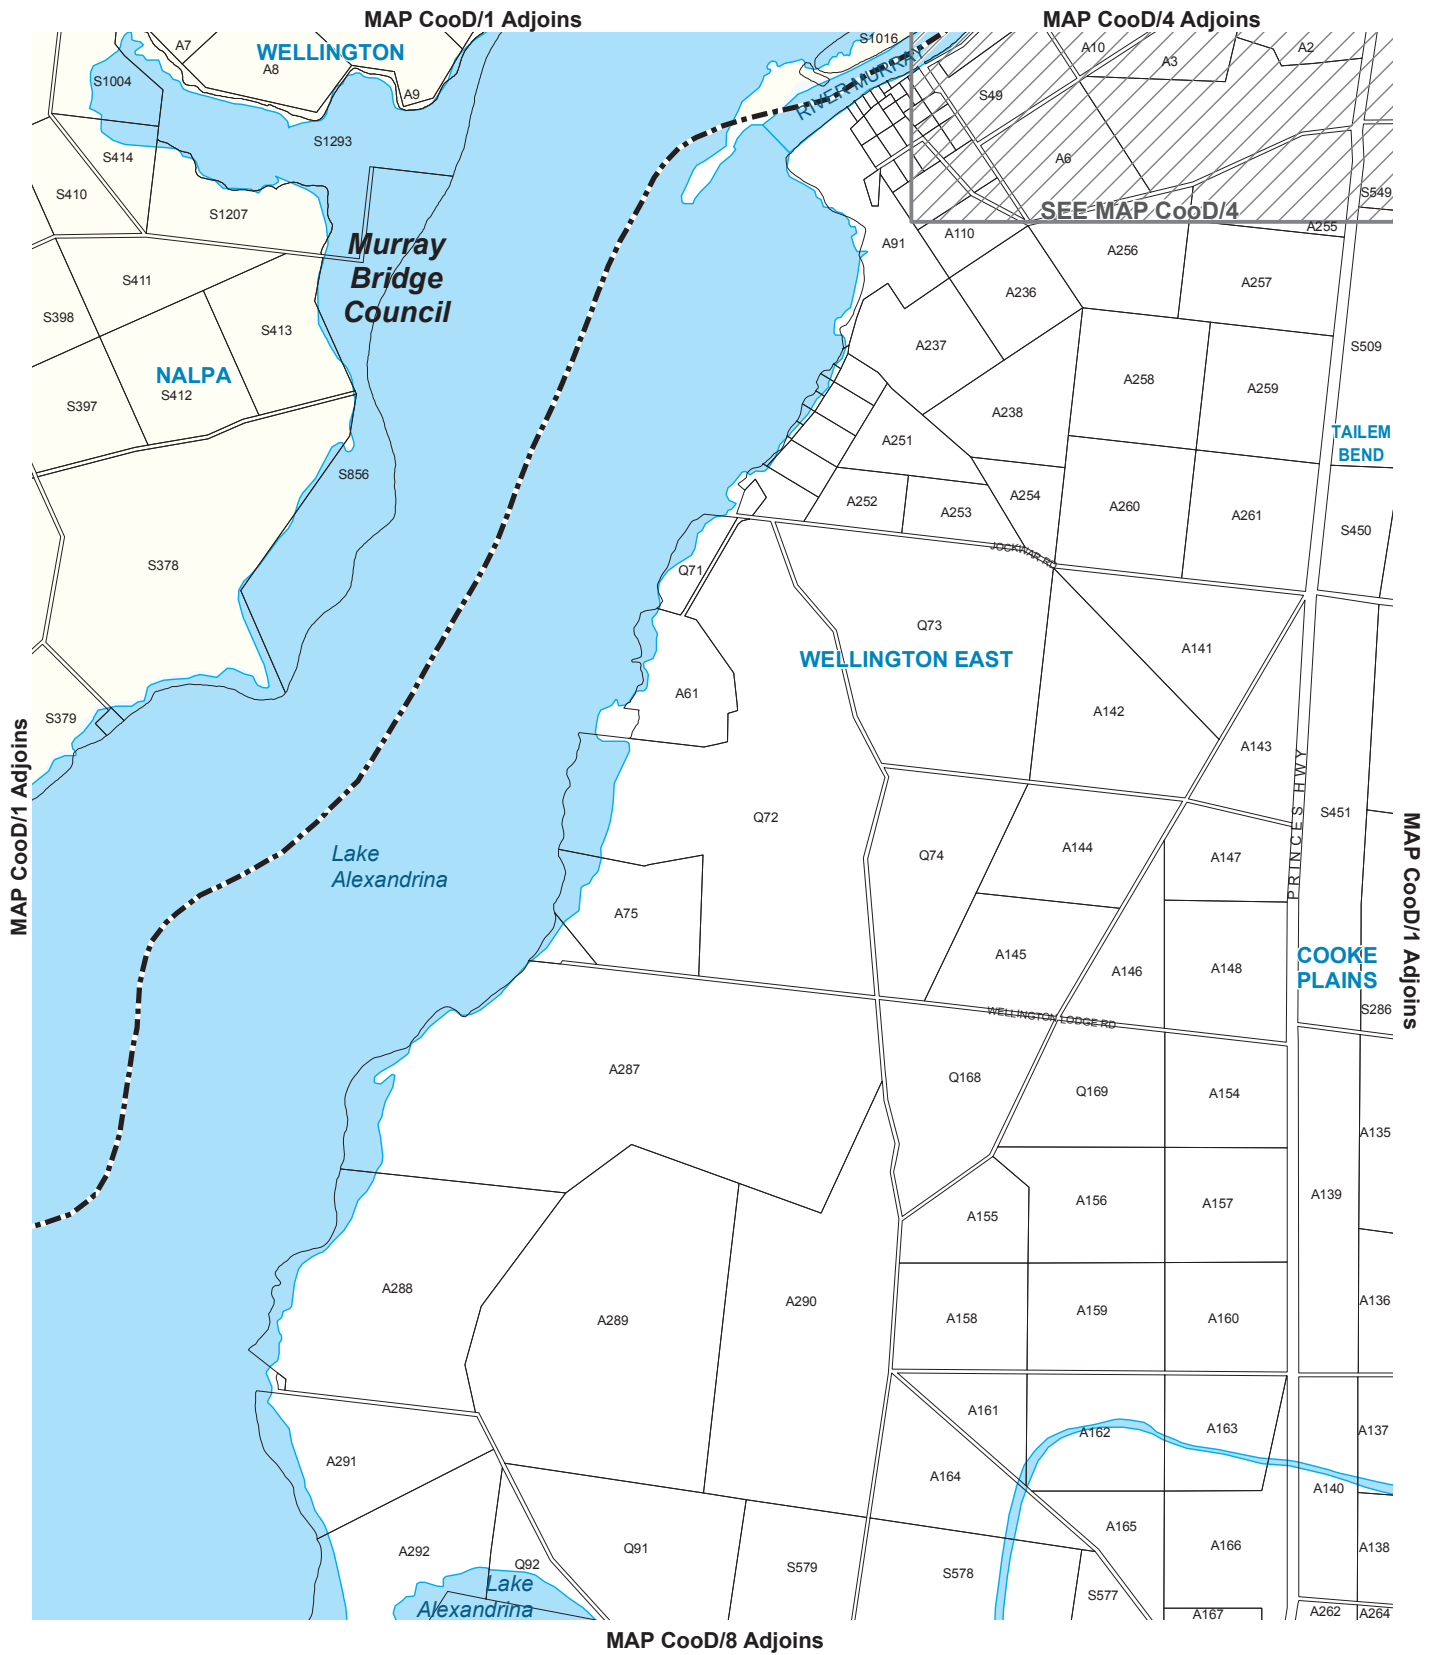 MAP CooD/1 Adjoins
MAP CooD/4 Adjoins
A7
WELLINGTON
A8
A9
S1004
S1293
S414
S410
S1207
S1016
RIVER MURRAY
A10
A3
A2
S49
A6
S549
SEE MAP CooD/4
A255
A110
A91
A256
A257
A236
Murray
Bridge
Council
S411
S398
S413
NALPA
S412
S397
A237
S509
A258
A259
A238
A251
TAILEM
BEND
S856
A252
A253
A254
A260
A261
S450
JOCKWAR RD
S378
Q71
Q73
WELLINGTON EAST
A141
A61
A142
S379
A143
PRINCES HWY
S451
MAP CooD/1 Adjoins
MAP CooD/1 Adjoins
Q72
Lake
Alexandrina
Q74
A144
A147
A75
A145
A146
A148
COOKE
PLAINS
S286
WELLINGTON LODGE RD
A287
Q168
Q169
A154
A135
A139
A156
A157
A155
A288
A289
A290
A158
A159
A160
A136
A161
A162
A163
A137
A291
A164
A140
A165
A166
A138
A292
Q92
Q91
S579
S578
S577
Lake
Alexandrina
A167
A262
A264
MAP CooD/8 Adjoins